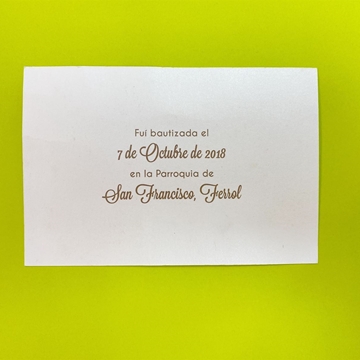 Fui bautizada el
7 de Octubre de 2018
en la Parroquia de
San Francisco, Ferrol